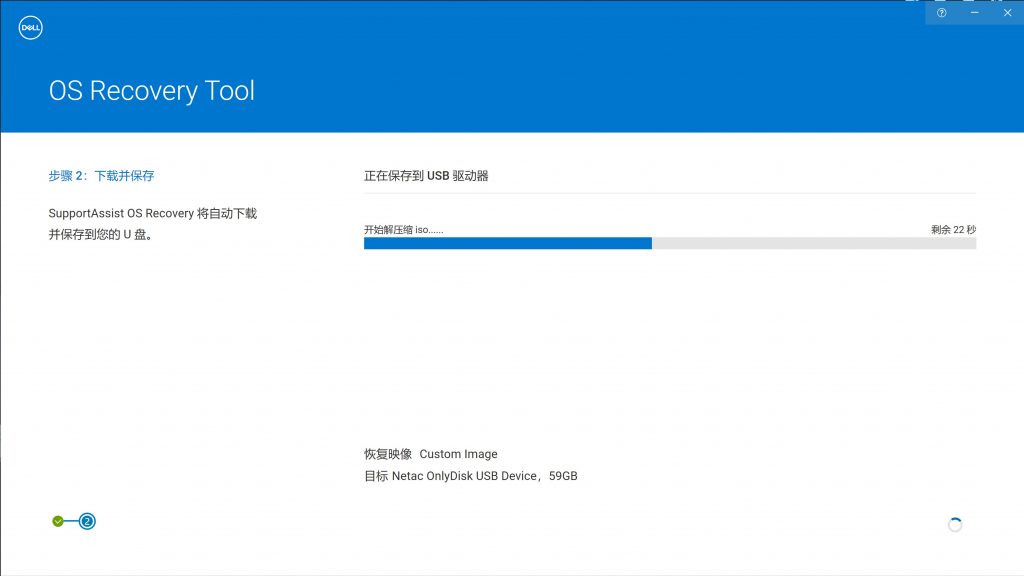 DELL
OS Recovery Tool
步骤 2：下载并保存
SupportAssist OS Recovery 将自动下载
并保存到您的 U 盘。
正在保存到 USB 驱动器
开始解压缩 iso...... 剩余 22 秒
恢复映像 Custom Image
目标 Netac OnlyDisk USB Device，59GB
2